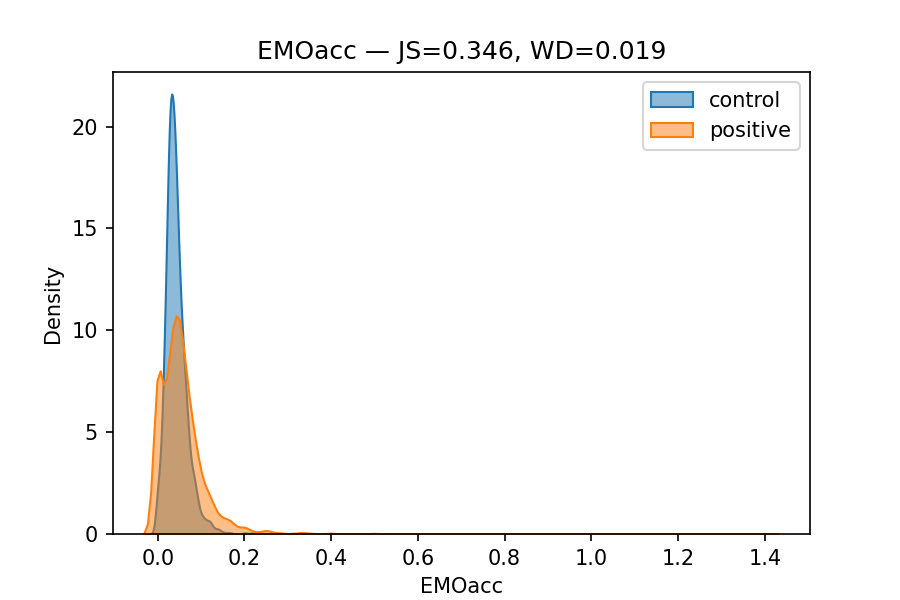 EMOacc — JS=0.346, WD=0.019
control
positive
20
15
10
5
0
Density
0.0 0.2 0.4 0.6 0.8 1.0 1.2 1.4
EMOacc